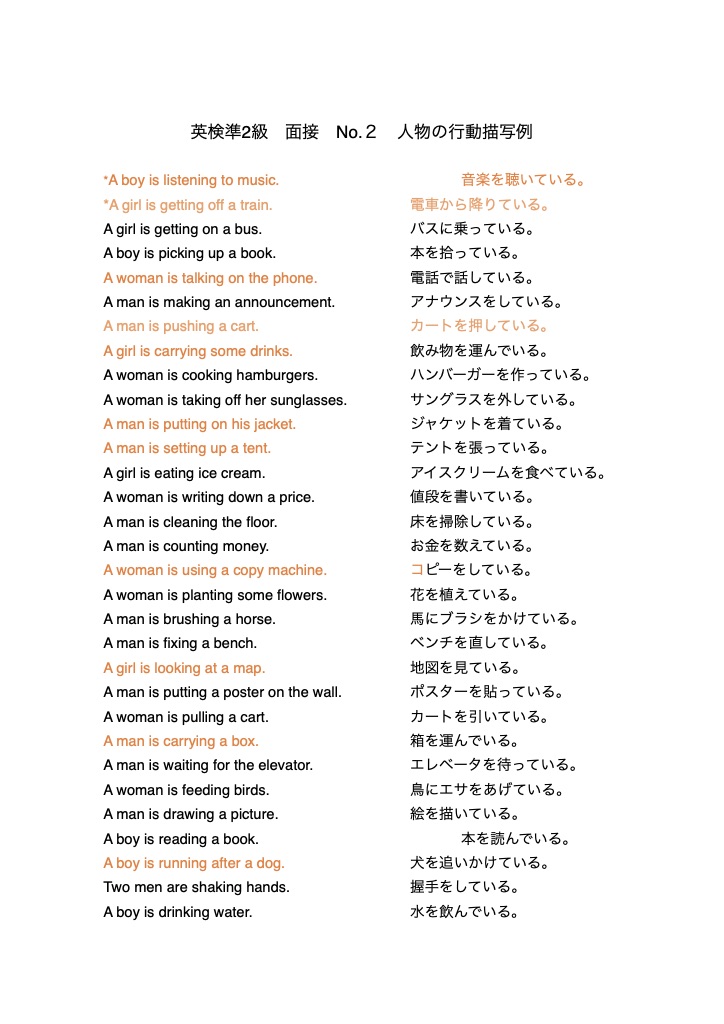 英検準2級　面接　No.２　人物の行動描写例
*A boy is listening to music. 音楽を聴いている。
*A girl is getting off a train. 電車から降りている。
A girl is getting on a bus. バスに乗っている。
A boy is picking up a book. 本を拾っている。
A woman is talking on the phone. 電話で話している。
A man is making an announcement. アナウンスをしている。
A man is pushing a cart. カートを押している。
A girl is carrying some drinks. 飲み物を運んでいる。
A woman is cooking hamburgers. ハンバーガーを作っている。
A woman is taking off her sunglasses. サングラスを外している。
A man is putting on his jacket. ジャケットを着ている。
A man is setting up a tent. テントを張っている。
A girl is eating ice cream. アイスクリームを食べている。
A woman is writing down a price. 値段を書いている。
A man is cleaning the floor. 床を掃除している。
A man is counting money. お金を数えている。
A woman is using a copy machine. コピーをしている。
A woman is planting some flowers. 花を植えている。
A man is brushing a horse. 馬にブラシをかけている。
A man is fixing a bench. ベンチを直している。
A girl is looking at a map. 地図を見ている。
A man is putting a poster on the wall. ポスターを貼っている。
A woman is pulling a cart. カートを引いている。
A man is carrying a box. 箱を運んでいる。
A man is waiting for the elevator. エレベータを待っている。
A woman is feeding birds. 鳥にエサをあげている。
A man is drawing a picture. 絵を描いている。
A boy is reading a book. 本を読んでいる。
A boy is running after a dog. 犬を追いかけている。
Two men are shaking hands. 握手をしている。
A boy is drinking water. 水を飲んでいる。